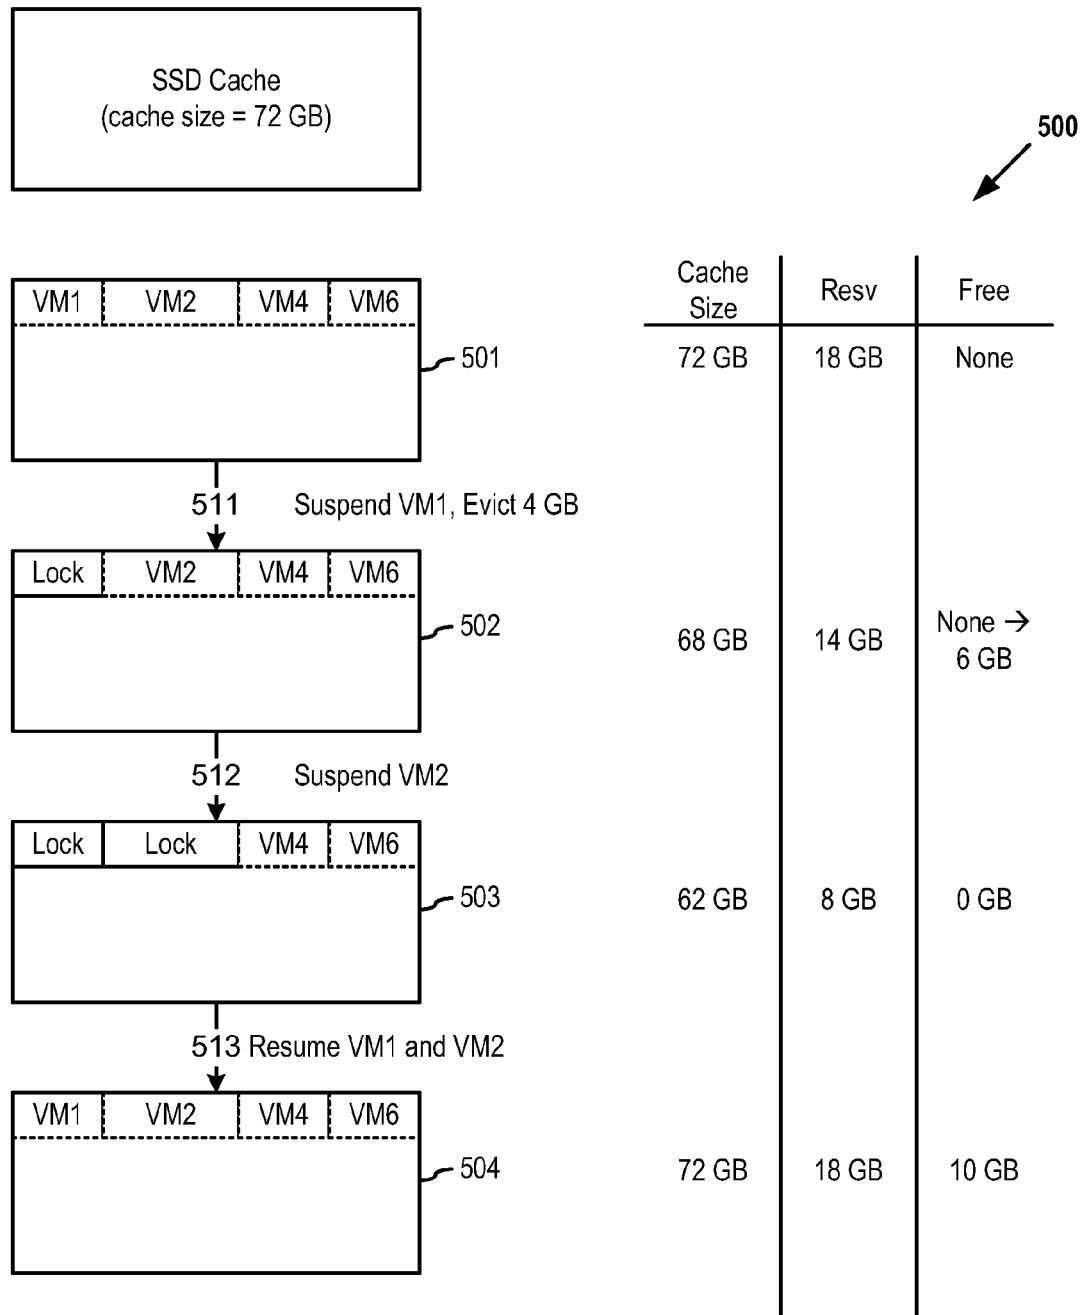 SSD Cache
(cache size = 72 GB)
500
Cache
Size
Resv
Free
VM1 VM2 VM4 VM6
501
72 GB 18 GB None
511 Suspend VM1, Evict 4 GB
Lock VM2 VM4 VM6
502
68 GB 14 GB
None →
6 GB
512 Suspend VM2
Lock Lock VM4 VM6
503
62 GB 8 GB 0 GB
513 Resume VM1 and VM2
VM1 VM2 VM4 VM6
504
72 GB 18 GB 10 GB